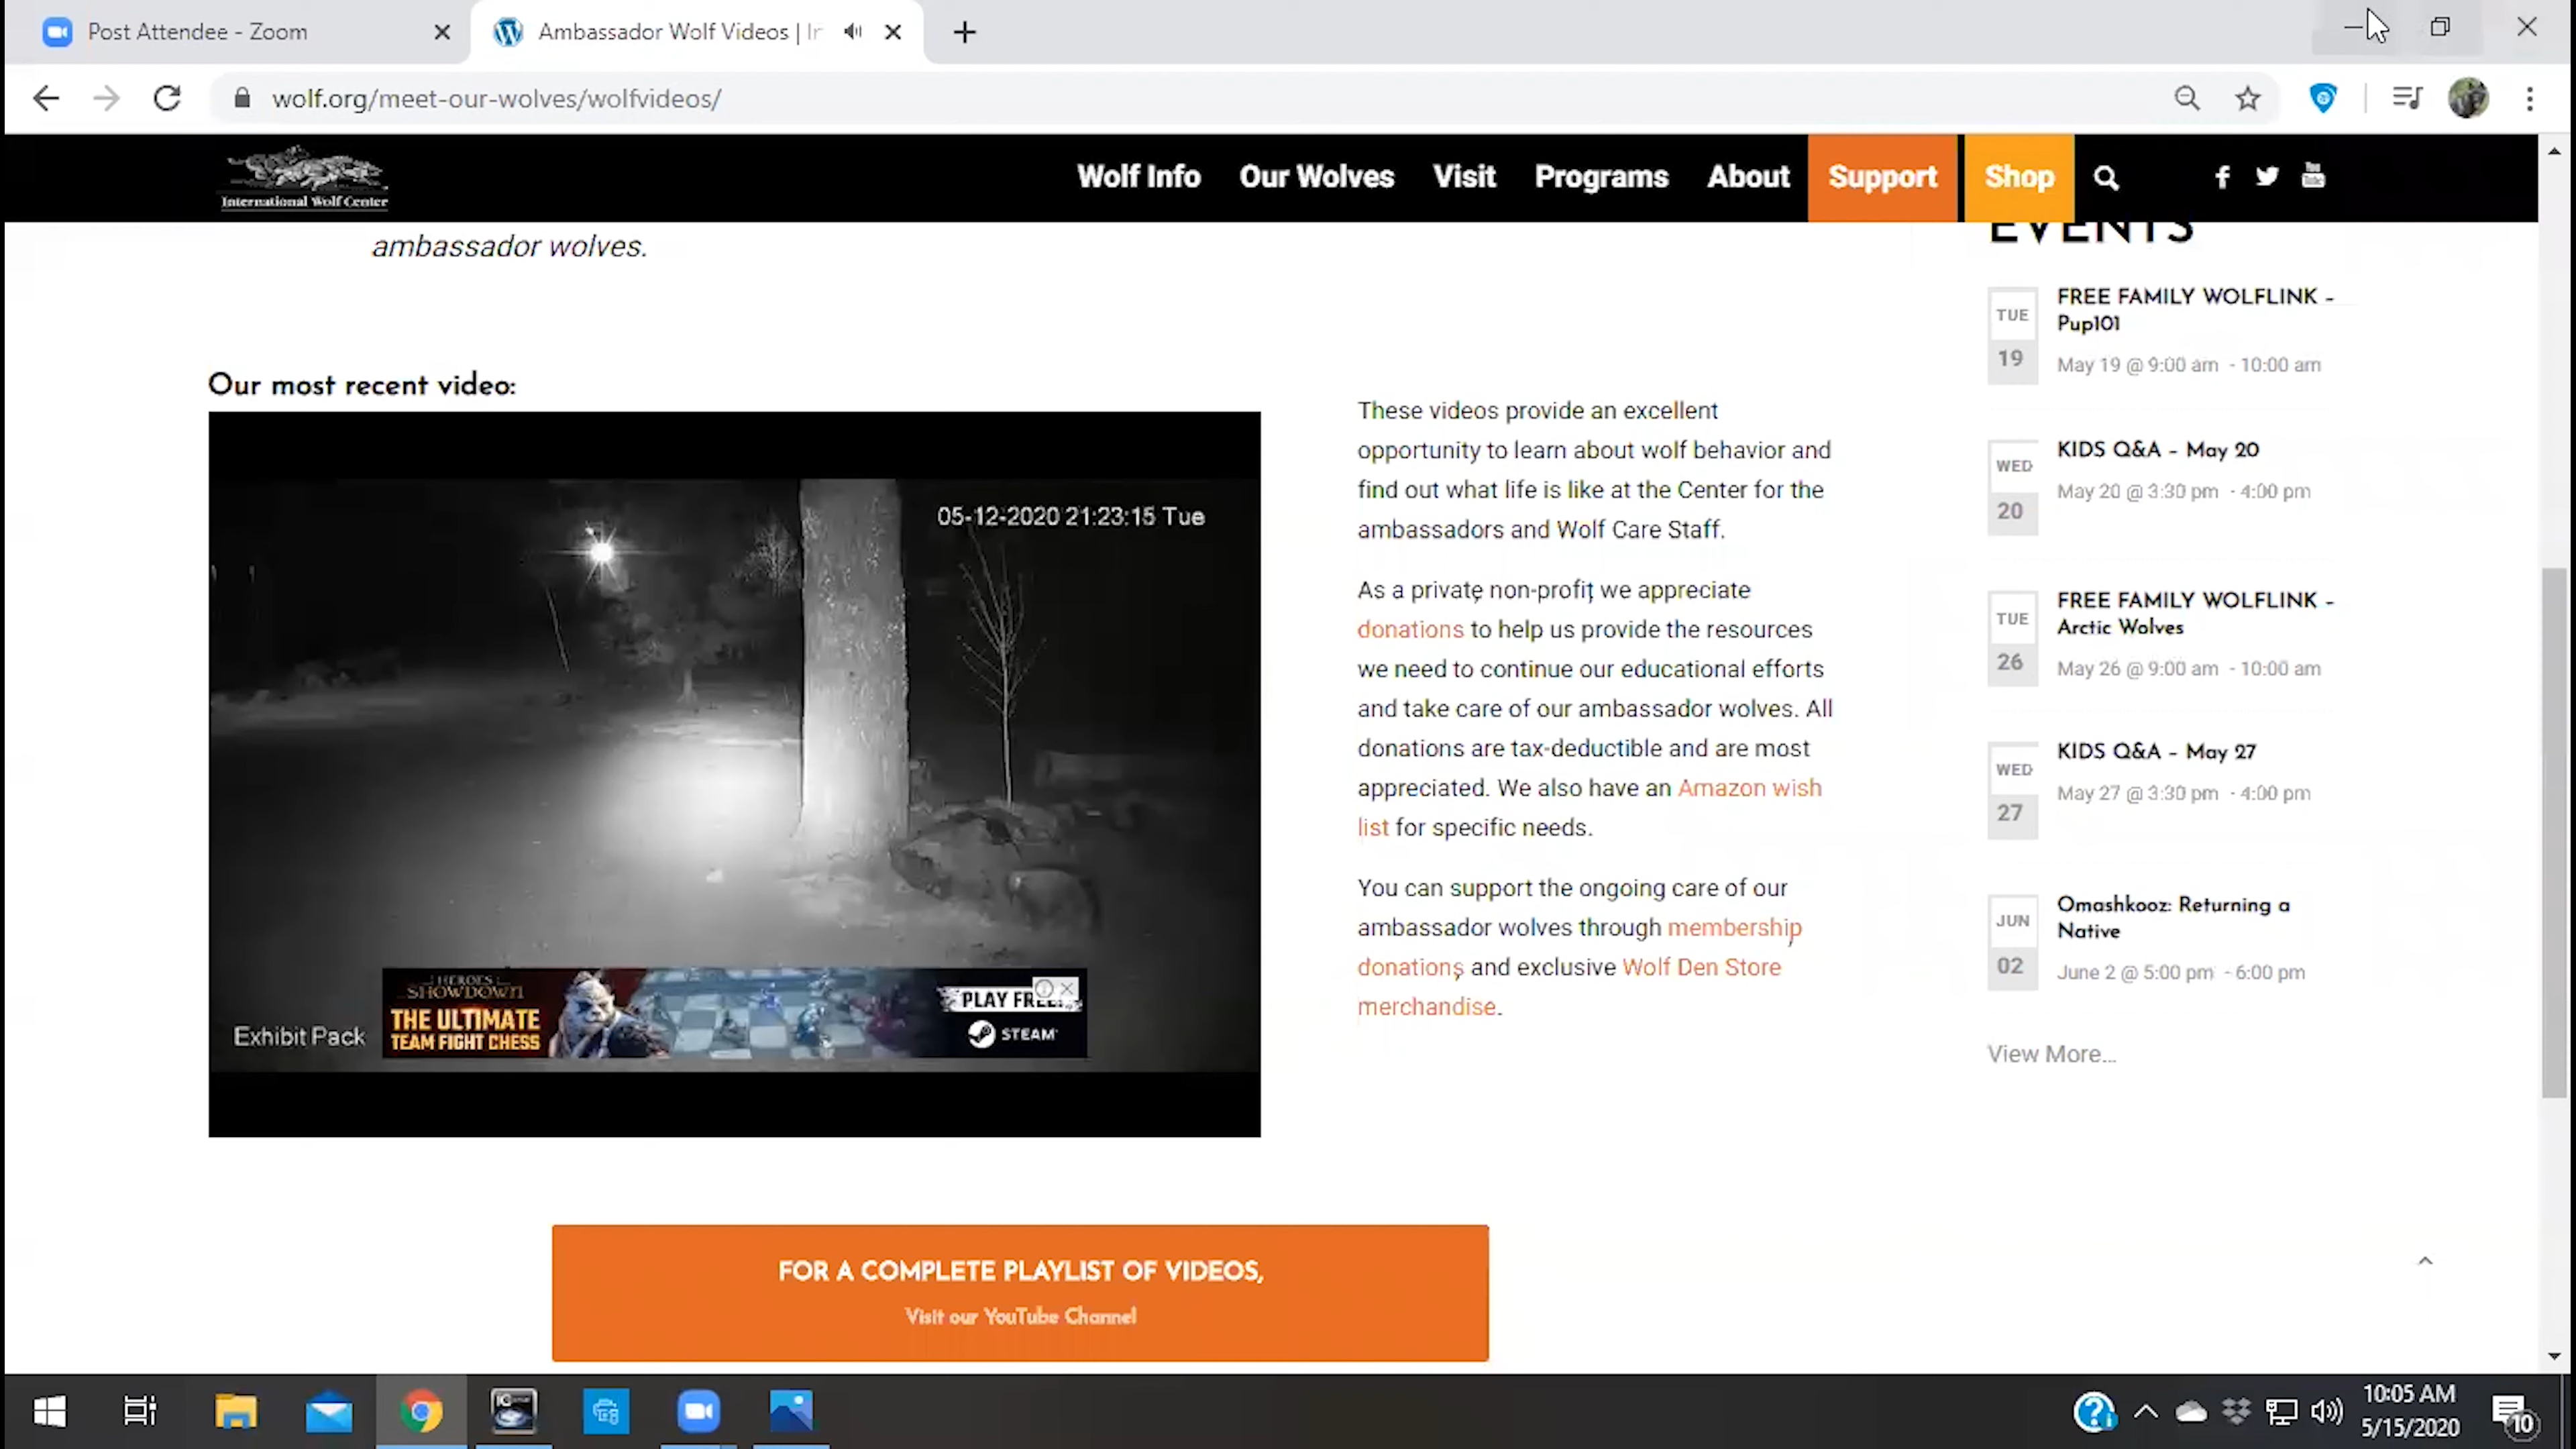 Post Attendee - Zoom
Ambassador Wolf Videos | In
wolf.org/meet-our-wolves/wolfvideos/
International Wolf Center
Wolf Info
Our Wolves
Visit
Programs
About
Support
Shop
ambassador wolves.
Our most recent video:
05-12-2020 21:23:15 Tue
Exhibit Pack
HEROES
SHOWDOWN
THE ULTIMATE
TEAM FIGHT CHESS
PLAY FREE!
STEAM
These videos provide an excellent
opportunity to learn about wolf behavior and
find out what life is like at the Center for the
ambassadors and Wolf Care Staff.
As a private non-profit we appreciate
donations to help us provide the resources
we need to continue our educational efforts
and take care of our ambassador wolves. All
donations are tax-deductible and are most
appreciated. We also have an Amazon wish
list for specific needs.
You can support the ongoing care of our
ambassador wolves through membership,
donations, and exclusive Wolf Den Store
merchandise.
EVENTS
TUE
19
FREE FAMILY WOLFLINK –
Pup101
May 19 @ 9:00 am - 10:00 am
WED
20
KIDS Q&A – May 20
May 20 @ 3:30 pm - 4:00 pm
TUE
26
FREE FAMILY WOLFLINK –
Arctic Wolves
May 26 @ 9:00 am - 10:00 am
WED
27
KIDS Q&A – May 27
May 27 @ 3:30 pm - 4:00 pm
JUN
02
Omashkooz: Returning a
Native
June 2 @ 5:00 pm - 6:00 pm
View More...
FOR A COMPLETE PLAYLIST OF VIDEOS,
Visit our YouTube Channel
10:05 AM
5/15/2020
10